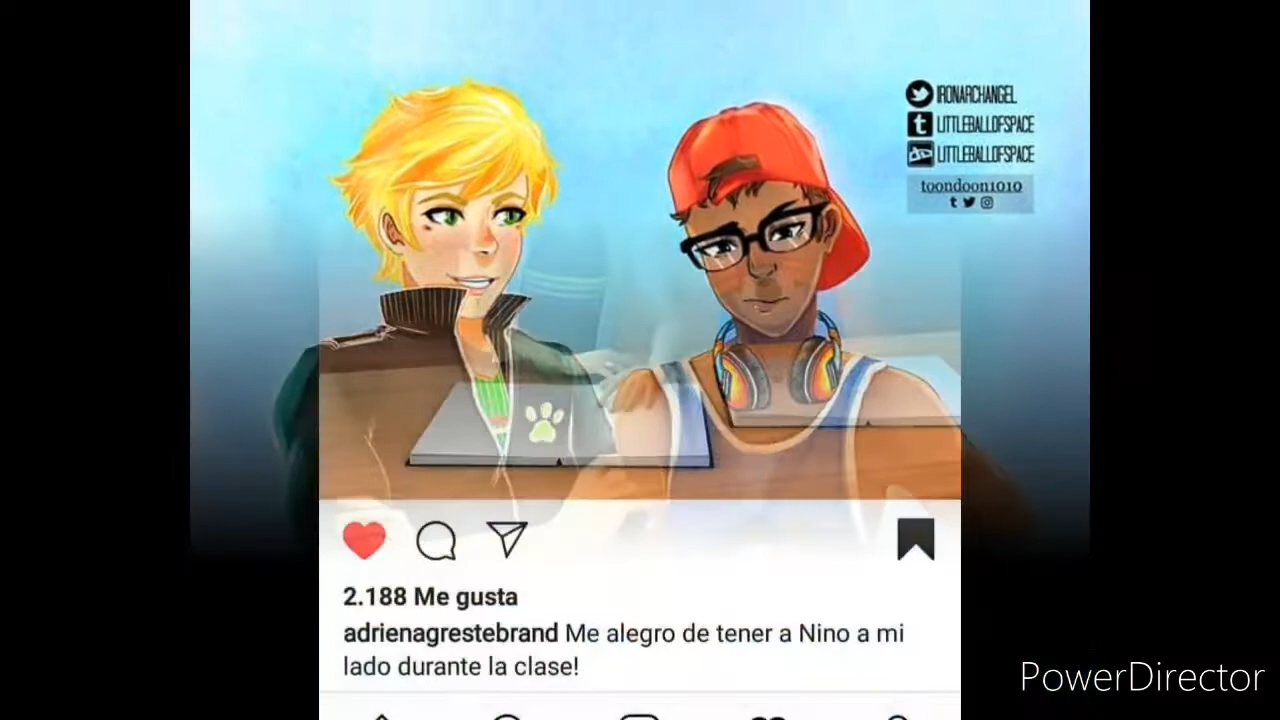 IRONARCHANGEL
LITTLEBALLOFSPACE
LITTLEBALLOFSPACE
toondoon1010
2.188 Me gusta
adrienagrestebrand Me alegro de tener a Nino a mi
lado durante la clase!
PowerDirector